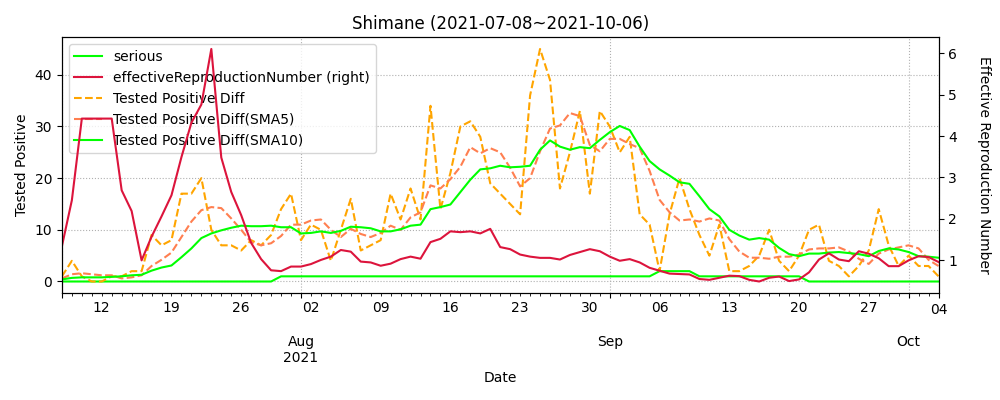 Shimane (2021-07-08~2021-10-06)
serious
effectiveReproductionNumber (right)
Tested Positive Diff
Tested Positive Diff(SMA5)
Tested Positive Diff(SMA10)
Tested Positive
40
30
20
10
0
6
5
4
3
2
1
Effective Reproduction Number
12 19 26 02 09 16 23 30 06 13 20 27 04
Aug Sep Oct
2021
Date